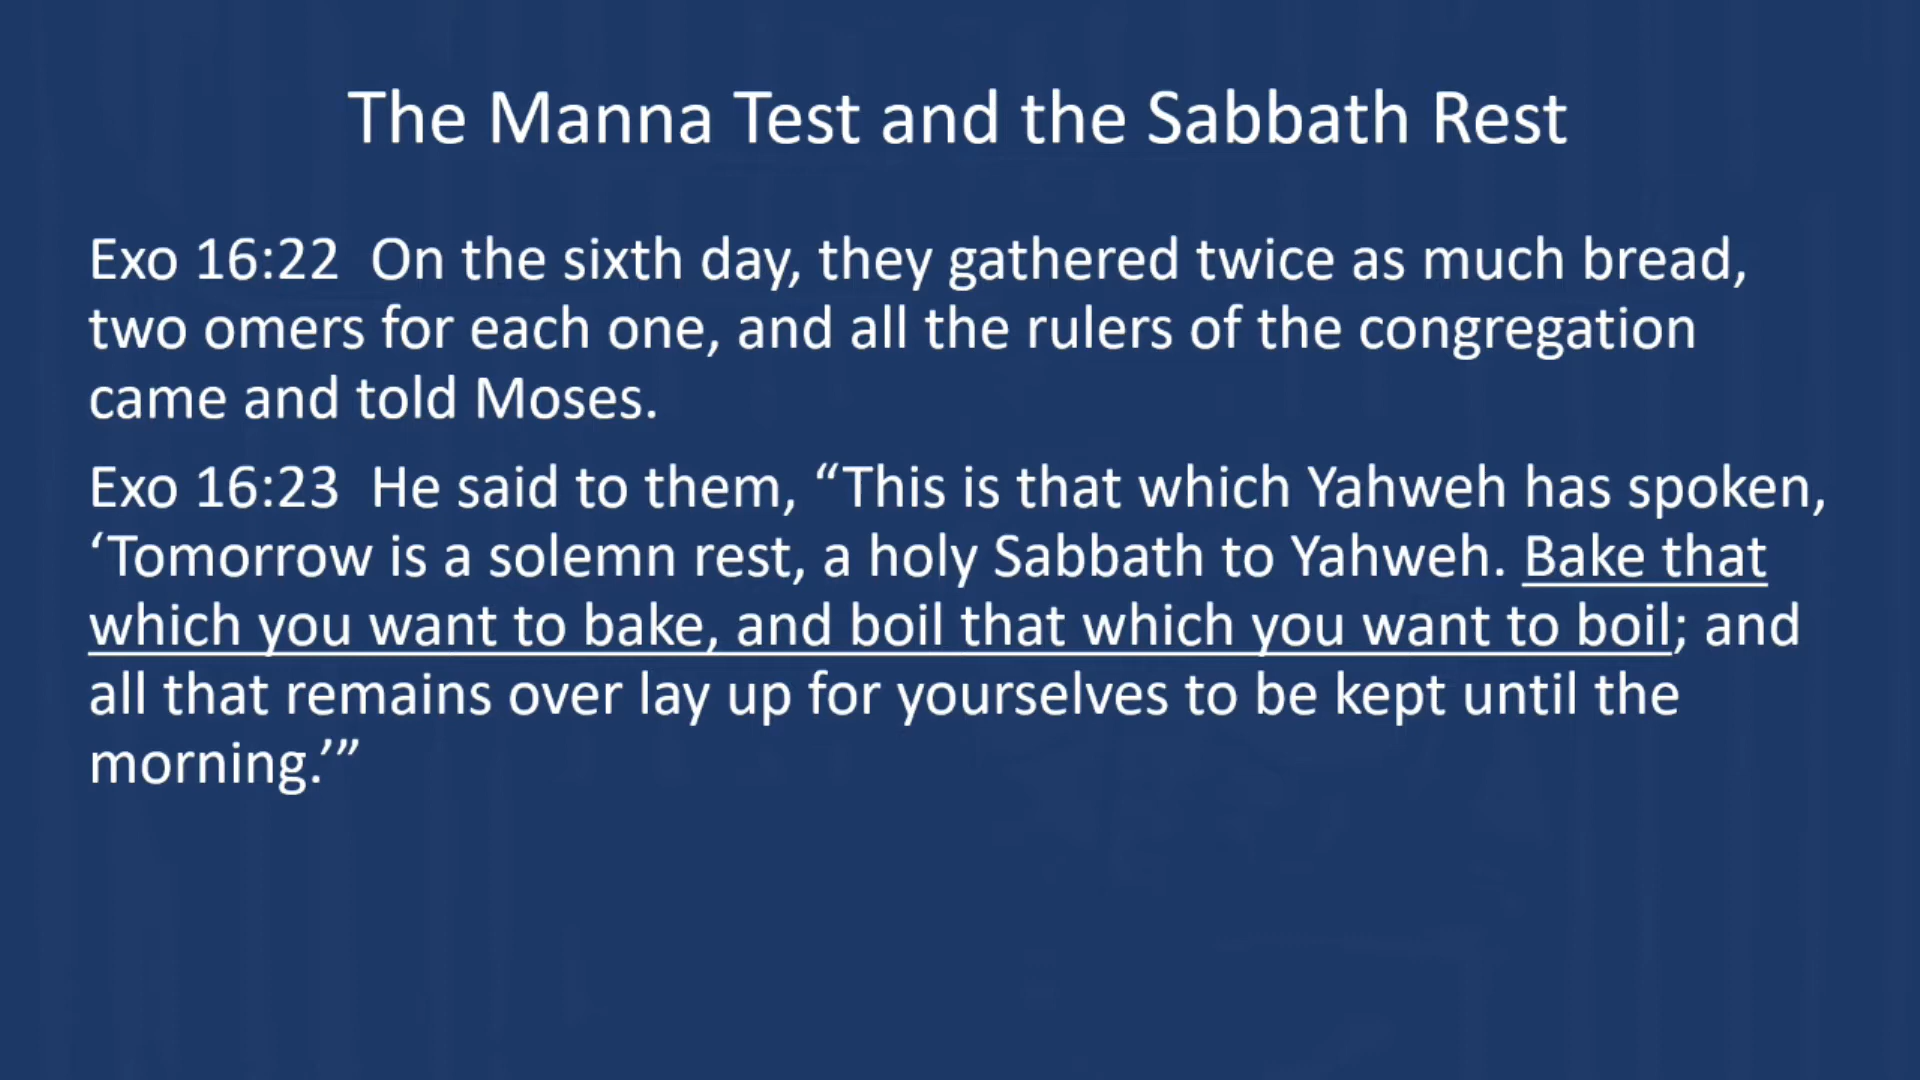 The Manna Test and the Sabbath Rest
Exo 16:22  On the sixth day, they gathered twice as much bread,
two omers for each one, and all the rulers of the congregation
came and told Moses.
Exo 16:23  He said to them, “This is that which Yahweh has spoken,
‘Tomorrow is a solemn rest, a holy Sabbath to Yahweh. Bake that
which you want to bake, and boil that which you want to boil; and
all that remains over lay up for yourselves to be kept until the
morning.’”